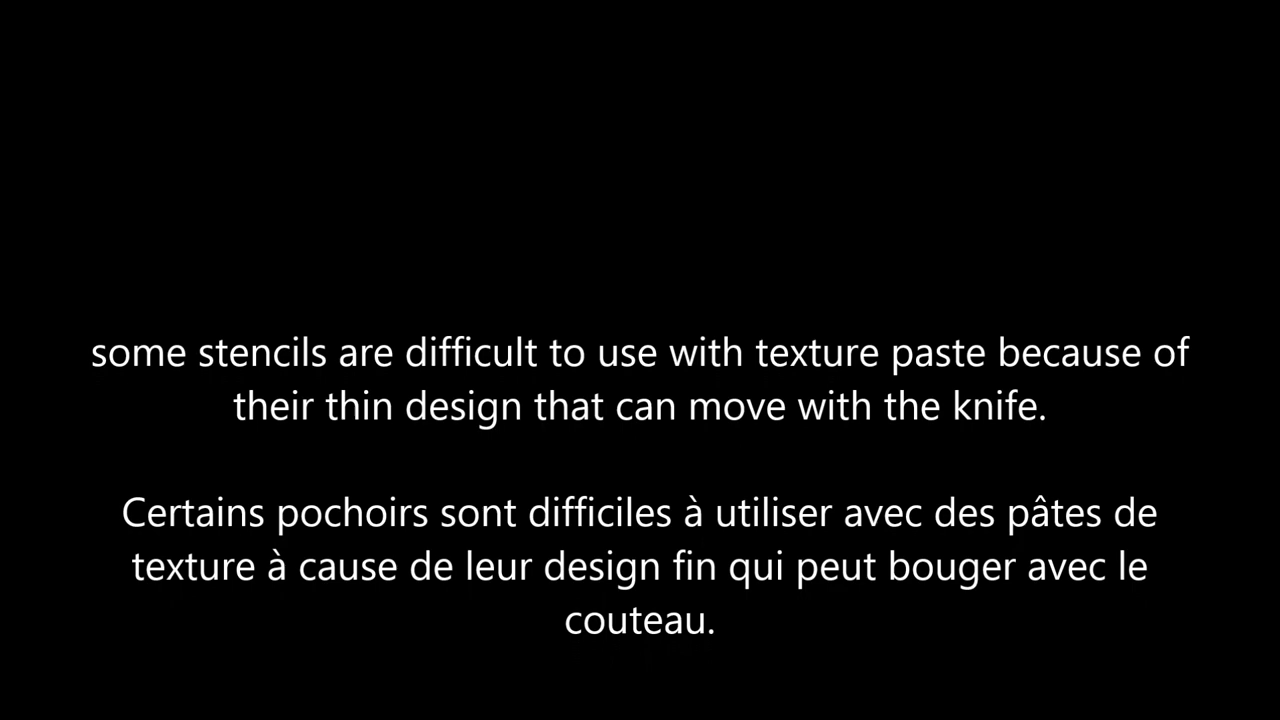 some stencils are difficult to use with texture paste because of
their thin design that can move with the knife.
Certains pochoirs sont difficiles à utiliser avec des pâtes de
texture à cause de leur design fin qui peut bouger avec le
couteau.